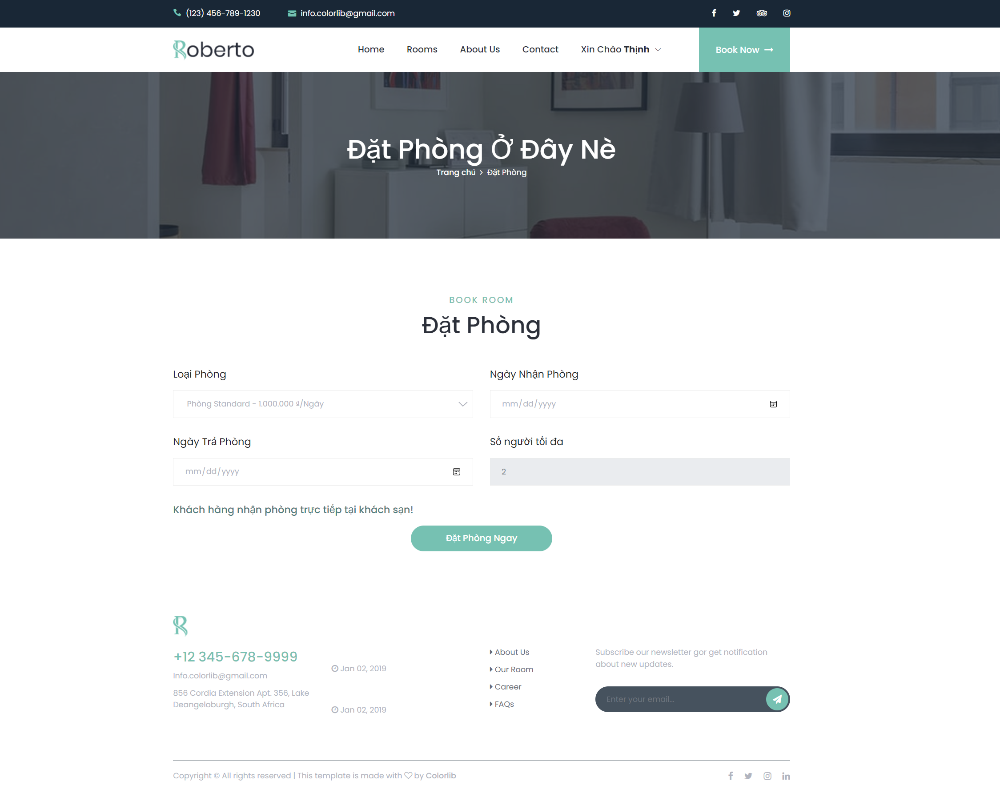 (123) 456-789-1230 info.colorlib@gmail.com
Roberto Home Rooms About Us Contact Xin Chào Thịnh Book Now
Đặt Phòng Ở Đây Nè
Trang chủ > Đặt Phòng
BOOK ROOM
Đặt Phòng
Loại Phòng Ngày Nhận Phòng
Phòng Standard - 1.000.000 ₫/Ngày mm/dd/yyyy
Ngày Trả Phòng Số người tối đa
mm/dd/yyyy 2
Khách hàng nhận phòng trực tiếp tại khách sạn!
Đặt Phòng Ngay
R
+12 345-678-9999
Info.colorlib@gmail.com
856 Cordia Extension Apt. 356, Lake
Deangeloburgh, South Africa
Jan 02, 2019
Jan 02, 2019
About Us
Our Room
Career
FAQs
Subscribe our newsletter gor get notification
about new updates.
Enter your email...
Copyright © All rights reserved | This template is made with ♡ by Colorlib